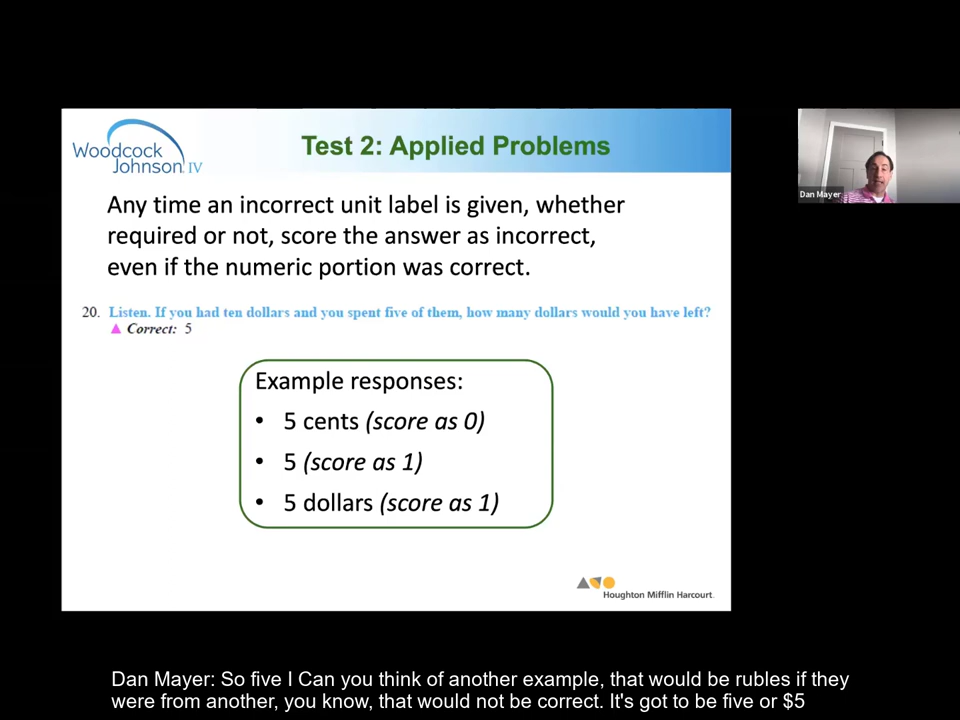 Woodcock
Johnson IV
Test 2: Applied Problems
Any time an incorrect unit label is given, whether
required or not, score the answer as incorrect,
even if the numeric portion was correct.
20. Listen. If you had ten dollars and you spent five of them, how many dollars would you have left?
▲ Correct: 5
Example responses:
• 5 cents (score as 0)
• 5 (score as 1)
• 5 dollars (score as 1)
Houghton Mifflin Harcourt
Dan Mayer
Dan Mayer: So five I Can you think of another example, that would be rubles if they
were from another, you know, that would not be correct. It's got to be five or $5